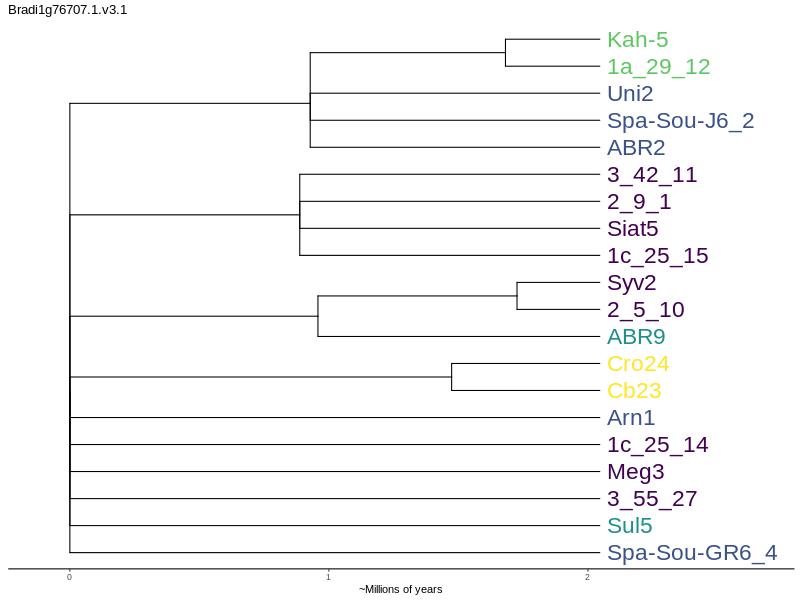 Bradi1g76707.1.v3.1
Kah-5
1a_29_12
Uni2
Spa-Sou-J6_2
ABR2
3_42_11
2_9_1
Siat5
1c_25_15
Syv2
2_5_10
ABR9
Cro24
Cb23
Arn1
1c_25_14
Meg3
3_55_27
Sul5
Spa-Sou-GR6_4
0 1 2
~Millions of years